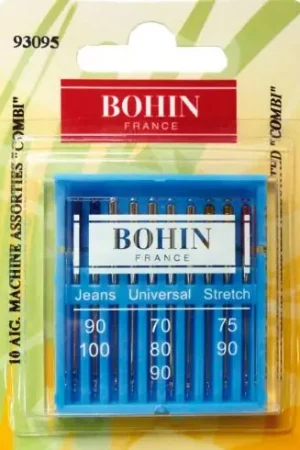 93095
BOHIN
FRANCE
10 AIG. MACHINE ASSORTIES "COMBI"
"COMBI"
BOHIN
FRANCE
Jeans Universal Stretch
90 70 75
100 80 90
90